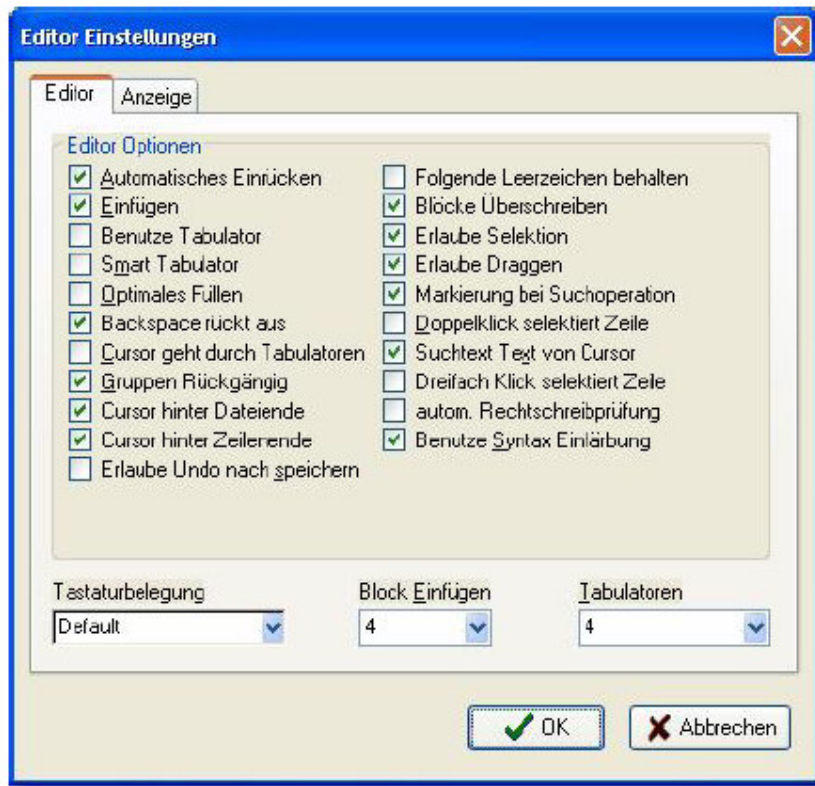 Editor Einstellungen
Editor
Anzeige
Editor Optionen
Automatisches Einrücken
Einfügen
Benutze Tabulator
Smart Tabulator
Optimales Füllen
Backspace rückt aus
Cursor geht durch Tabulatoren
Gruppen Rückgängig
Cursor hinter Dateiende
Cursor hinter Zeilenende
Erlaube Undo nach speichern
Folgende Leerzeichen behalten
Blöcke Überschreiben
Erlaube Selektion
Erlaube Draggen
Markierung bei Suchoperation
Doppelklick selektiert Zeile
Suchtext Text von Cursor
Dreifach Klick selektiert Zeile
autom. Rechtschreibprüfung
Benutze Syntax Einfärbung
Tastaturbelegung
Default
Block Einfügen
4
Tabulatoren
4
OK
Abbrechen